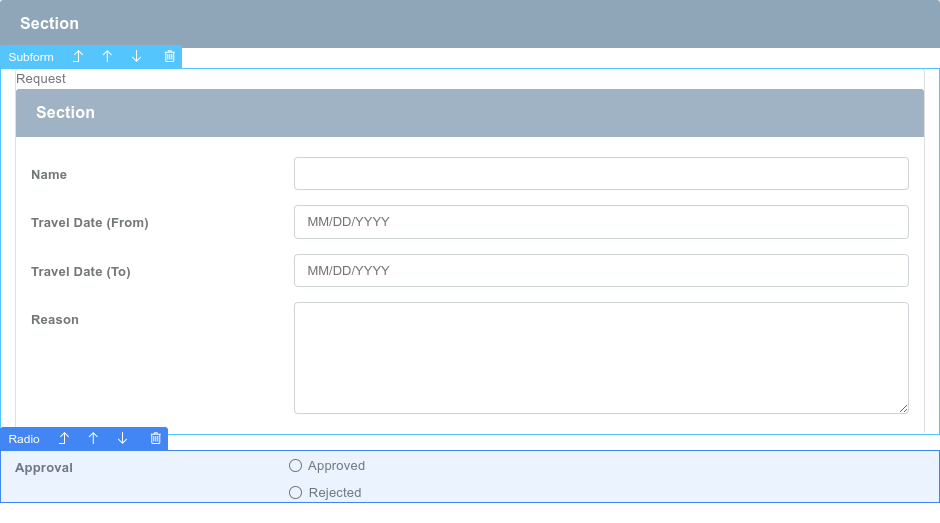 Section
Subform
Request
Section
Name
Travel Date (From) MM/DD/YYYY
Travel Date (To) MM/DD/YYYY
Reason
Radio
Approval Approved
Rejected